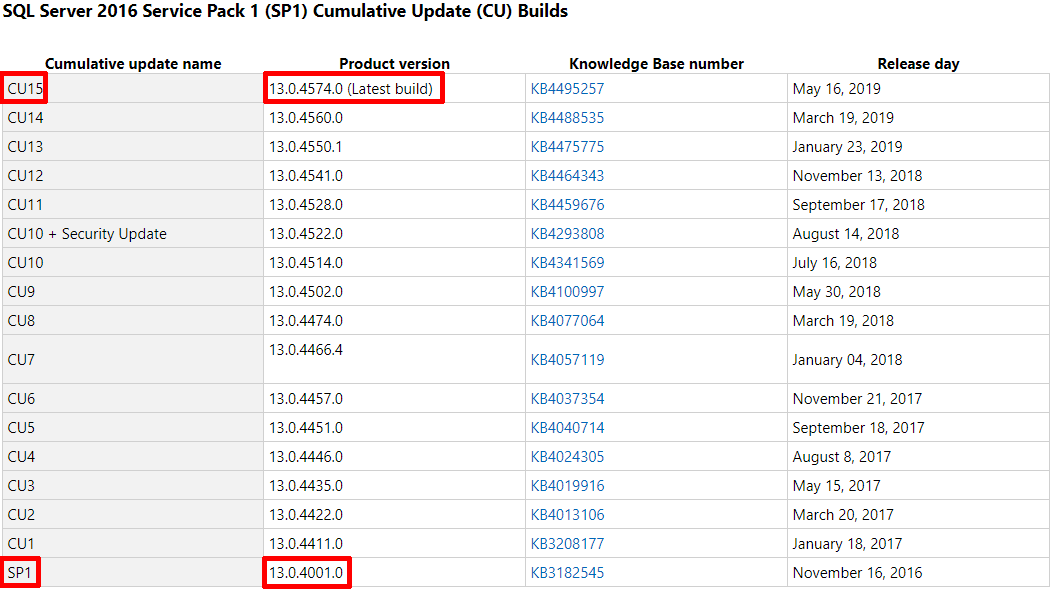 SQL Server 2016 Service Pack 1 (SP1) Cumulative Update (CU) Builds
Cumulative update name Product version Knowledge Base number Release day
CU15 13.0.4574.0 (Latest build) KB4495257 May 16, 2019
CU14 13.0.4560.0 KB4488535 March 19, 2019
CU13 13.0.4550.1 KB4475775 January 23, 2019
CU12 13.0.4541.0 KB4464343 November 13, 2018
CU11 13.0.4528.0 KB4459676 September 17, 2018
CU10 + Security Update 13.0.4522.0 KB4293808 August 14, 2018
CU10 13.0.4514.0 KB4341569 July 16, 2018
CU9 13.0.4502.0 KB4100997 May 30, 2018
CU8 13.0.4474.0 KB4077064 March 19, 2018
CU7 13.0.4466.4 KB4057119 January 04, 2018
CU6 13.0.4457.0 KB4037354 November 21, 2017
CU5 13.0.4451.0 KB4040714 September 18, 2017
CU4 13.0.4446.0 KB4024305 August 8, 2017
CU3 13.0.4435.0 KB4019916 May 15, 2017
CU2 13.0.4422.0 KB4013106 March 20, 2017
CU1 13.0.4411.0 KB3208177 January 18, 2017
SP1 13.0.4001.0 KB3182545 November 16, 2016